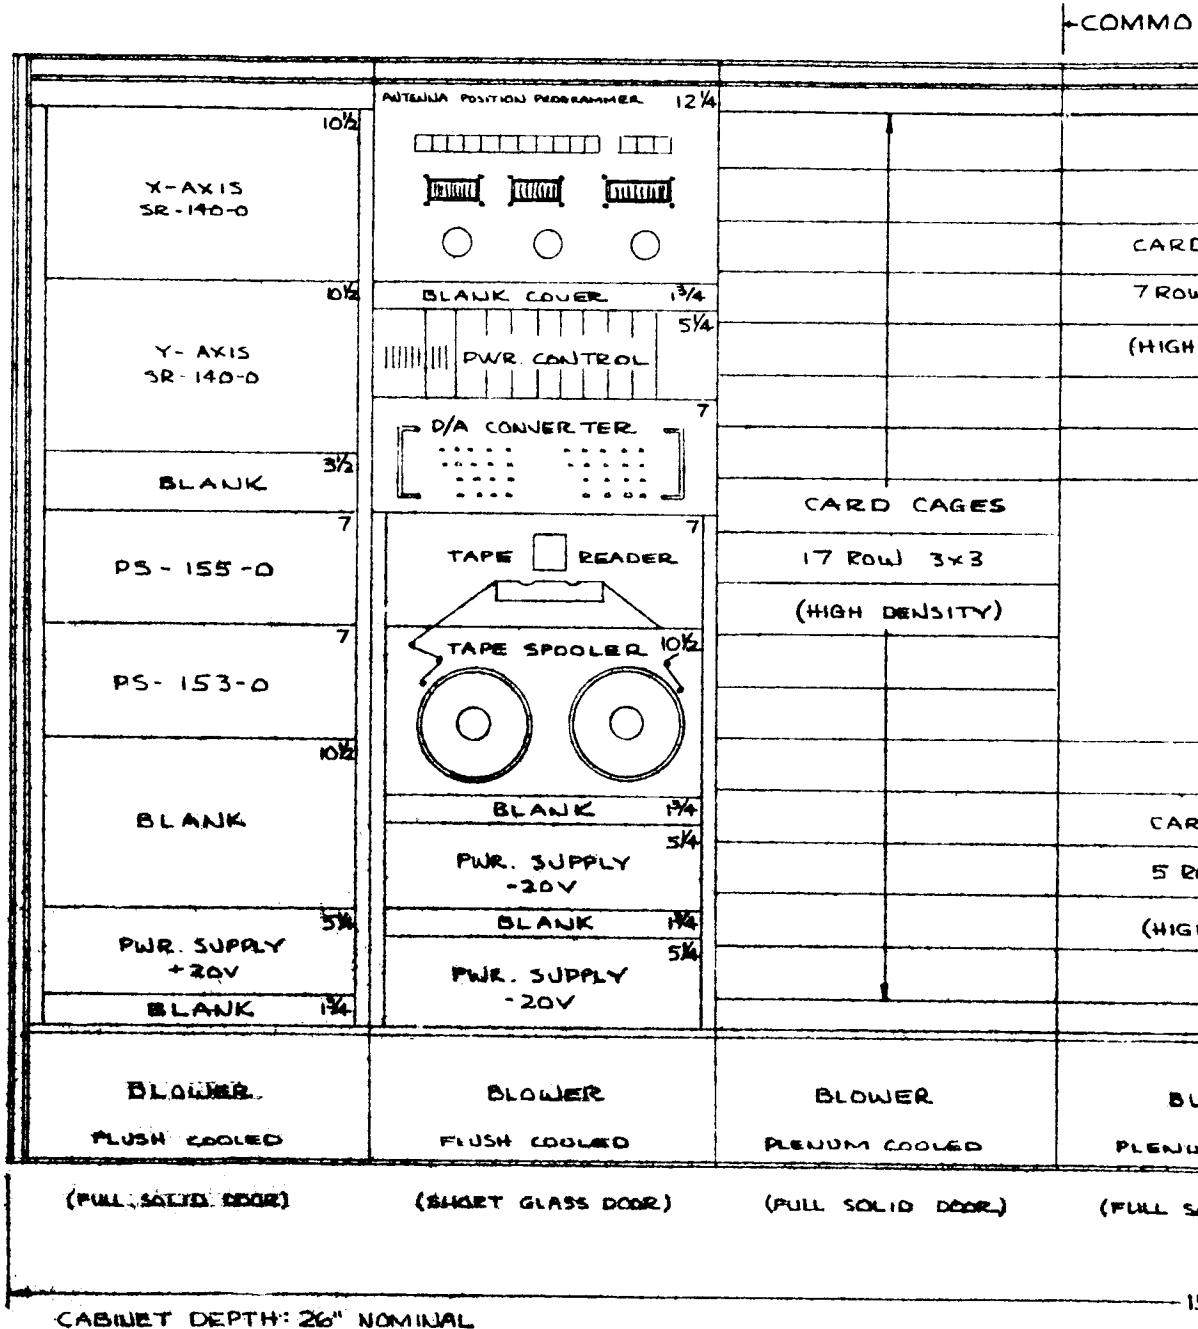 COMMO
10½
X-AXIS
SR-140-0
10½
Y-AXIS
SR-140-0
3½
BLANK
7
PS-155-0
7
PS-153-0
10½
BLANK
5¼
PWR. SUPPLY
+20V
BLANK 1¾
BLOWER
FLUSH COOLED
(FULL SOLID DOOR)
ANTENNA POSITION PROGRAMMER 12¼
BLANK COVER 1¾
5¼
PWR. CONTROL
7
D/A CONVERTER
7
TAPE READER
TAPE SPOOLER 10½
BLANK 1¾
5¼
PWR. SUPPLY
-20V
BLANK 1¾
5¼
PWR. SUPPLY
-20V
BLOWER
FLUSH COOLED
(SHORT GLASS DOOR)
CARD CAGES
17 ROW 3x3
(HIGH DENSITY)
BLOWER
PLENUM COOLED
(FULL SOLID DOOR)
CARD
7 ROW
(HIGH
CAR
5 R
(HIG
BL
PLENU
(FULL S
15
CABINET DEPTH: 26" NOMINAL